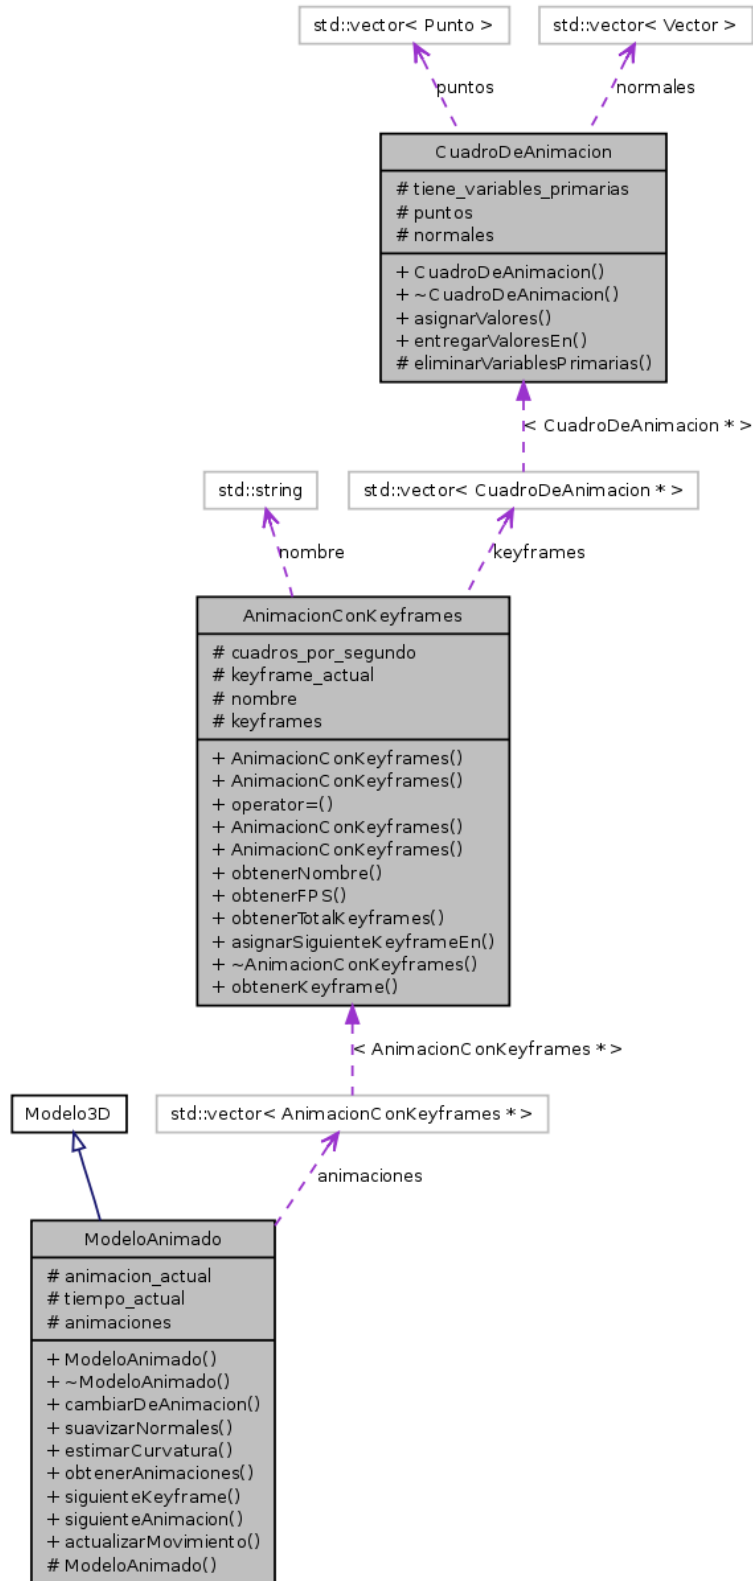 std::vector< Punto >
std::vector< Vector >
puntos
normales
CuadroDeAnimacion
# tiene_variables_primarias
# puntos
# normales
+ CuadroDeAnimacion()
+ ~CuadroDeAnimacion()
+ asignarValores()
+ entregarValoresEn()
# eliminarVariablesPrimarias()
< CuadroDeAnimacion * >
std::string
std::vector< CuadroDeAnimacion * >
nombre
keyframes
AnimacionConKeyframes
# cuadros_por_segundo
# keyframe_actual
# nombre
# keyframes
+ AnimacionConKeyframes()
+ AnimacionConKeyframes()
+ operator=()
+ AnimacionConKeyframes()
+ AnimacionConKeyframes()
+ obtenerNombre()
+ obtenerFPS()
+ obtenerTotalKeyframes()
+ asignarSiguienteKeyframeEn()
+ ~AnimacionConKeyframes()
+ obtenerKeyframe()
< AnimacionConKeyframes * >
Modelo3D
std::vector< AnimacionConKeyframes * >
animaciones
ModeloAnimado
# animacion_actual
# tiempo_actual
# animaciones
+ ModeloAnimado()
+ ~ModeloAnimado()
+ cambiarDeAnimacion()
+ suavizarNormales()
+ estimarCurvatura()
+ obtenerAnimaciones()
+ siguienteKeyframe()
+ siguienteAnimacion()
+ actualizarMovimiento()
# ModeloAnimado()